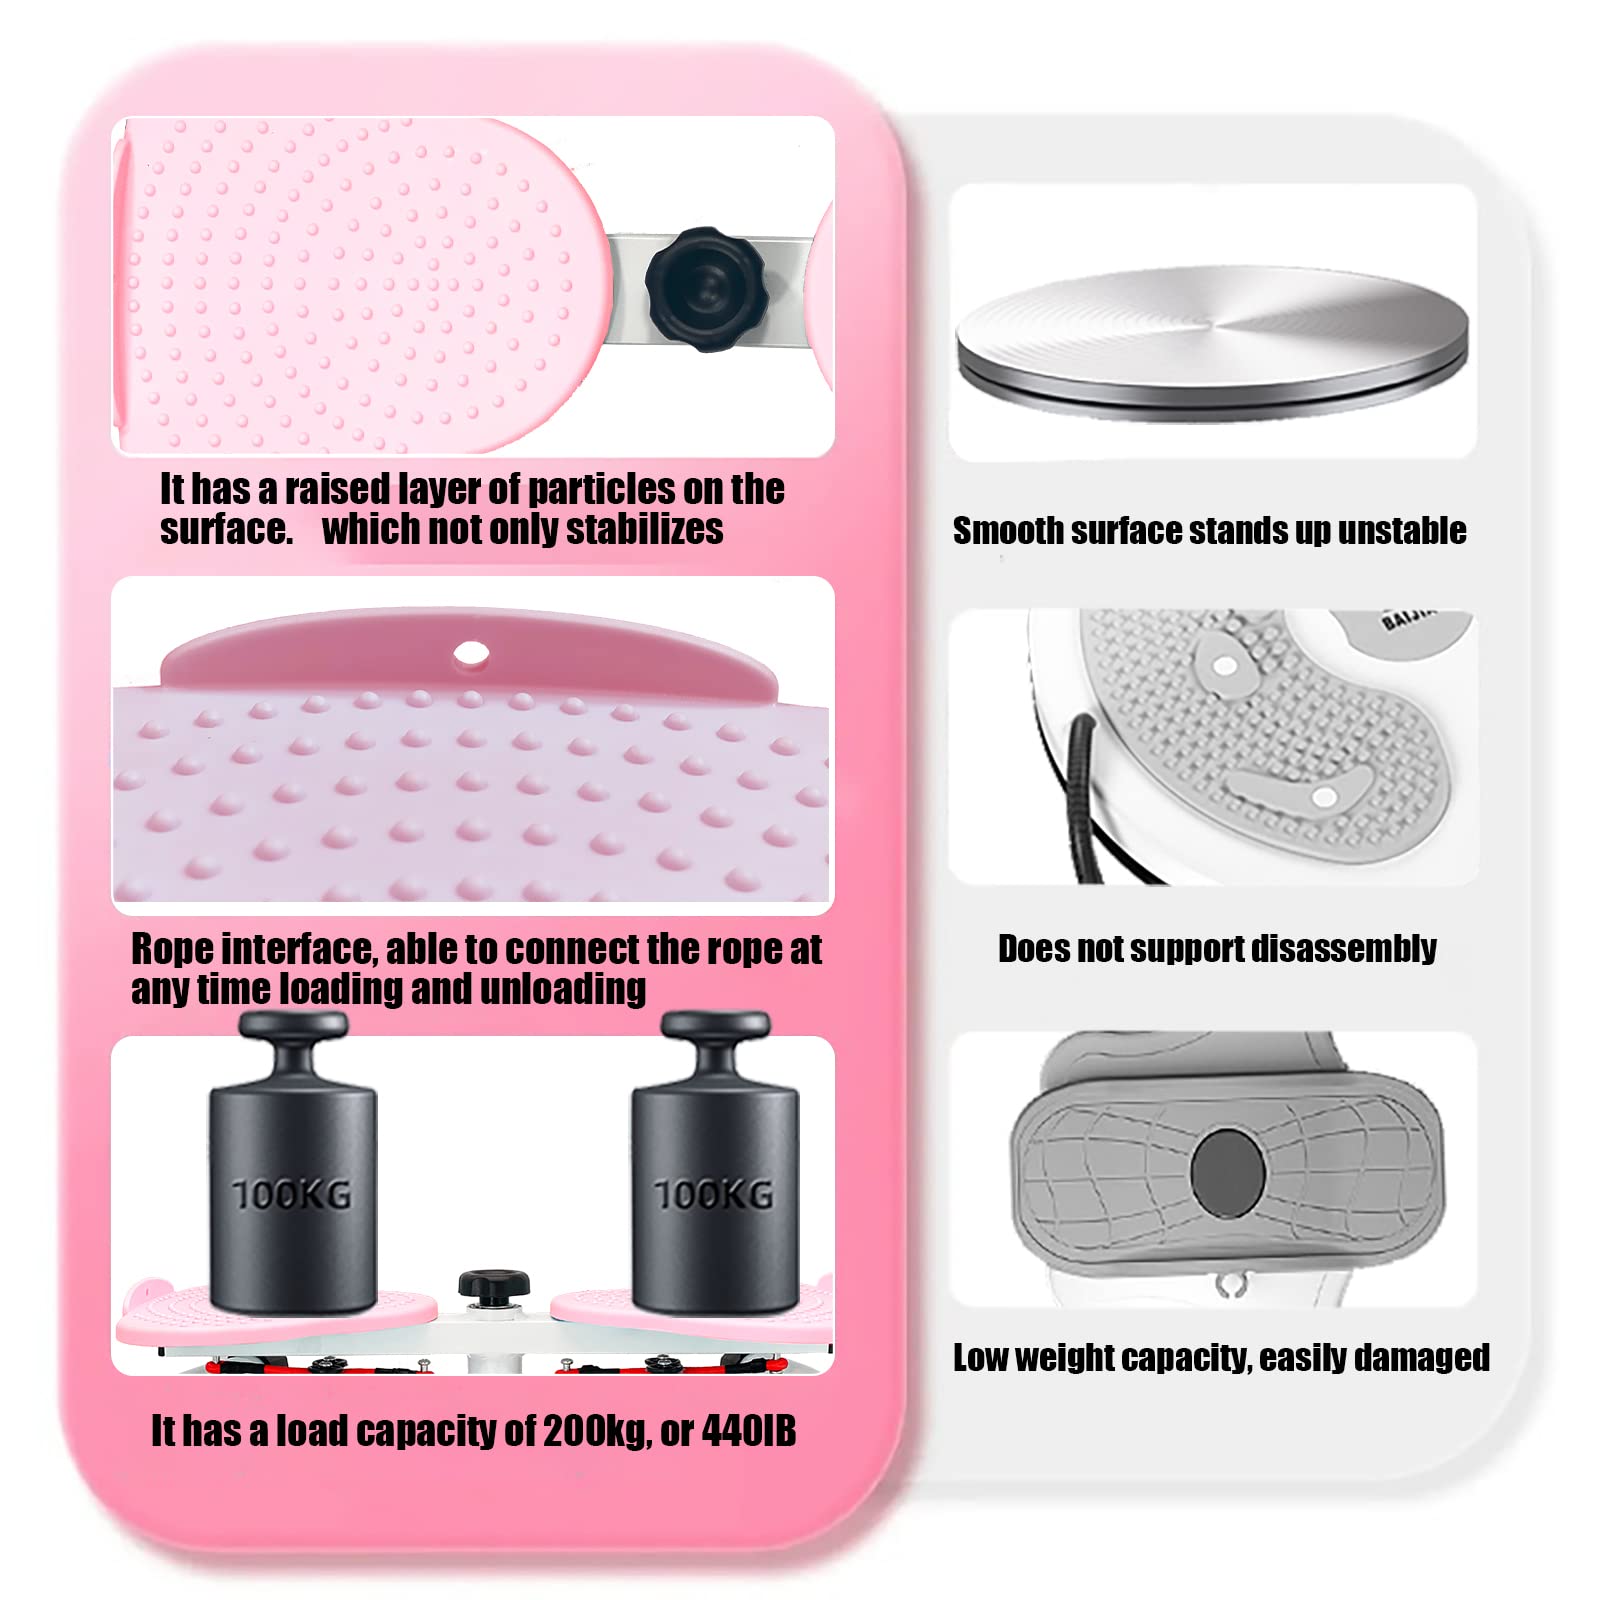 It has a raised layer of particles on the
surface. which not only stabilizes
Rope interface, able to connect the rope at
any time loading and unloading
100KG
100KG
It has a load capacity of 200kg, or 440IB
Smooth surface stands up unstable
Does not support disassembly
Low weight capacity, easily damaged